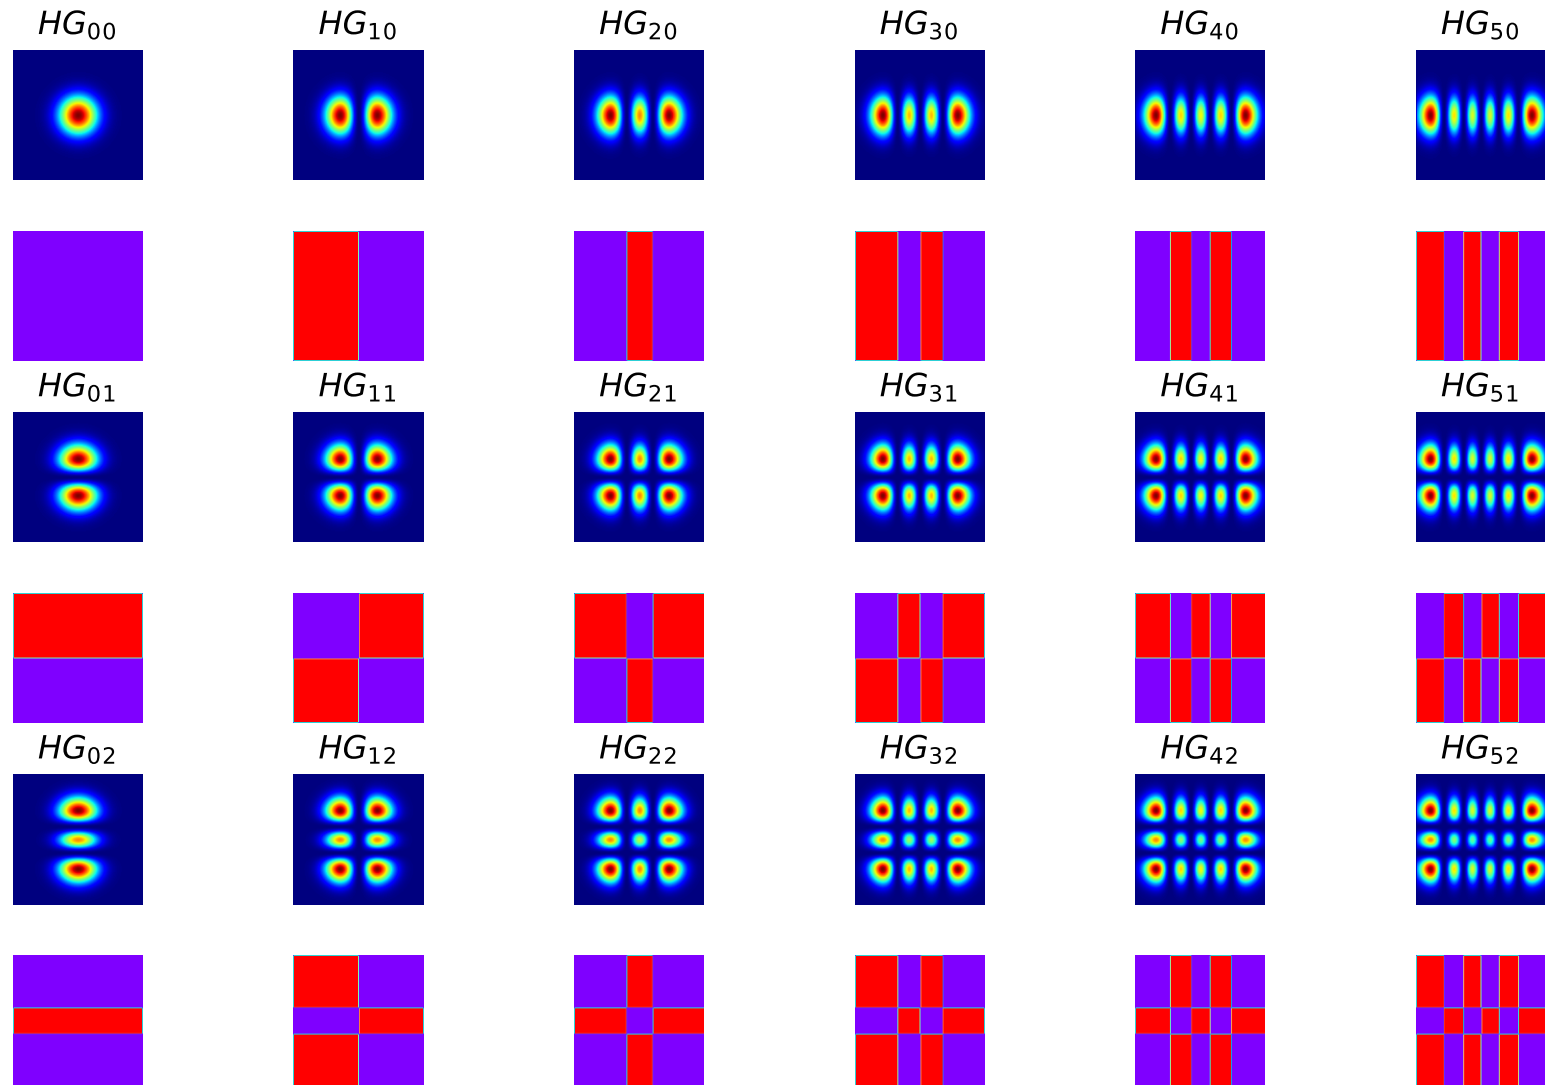 HG₀₀ HG₁₀ HG₂₀ HG₃₀ HG₄₀ HG₅₀
HG₀₁ HG₁₁ HG₂₁ HG₃₁ HG₄₁ HG₅₁
HG₀₂ HG₁₂ HG₂₂ HG₃₂ HG₄₂ HG₅₂